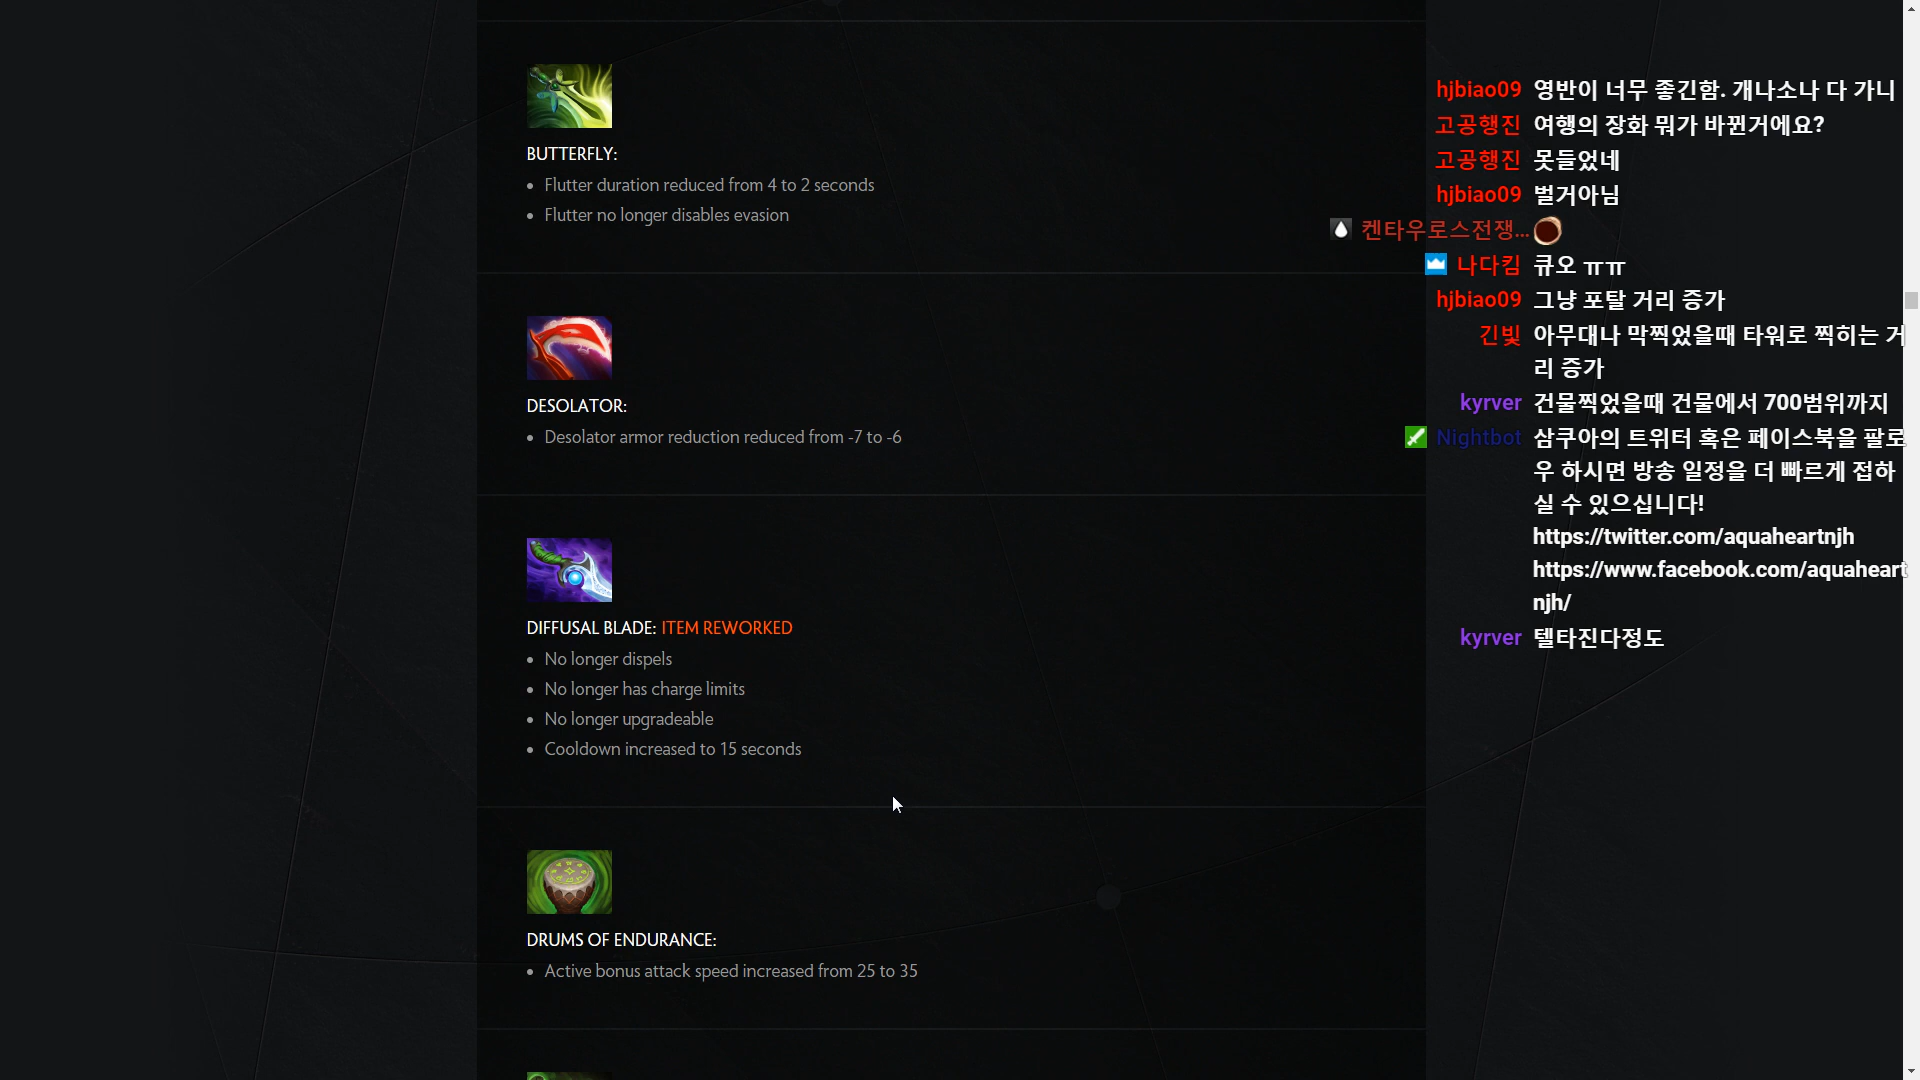 BUTTERFLY:
Flutter duration reduced from 4 to 2 seconds
Flutter no longer disables evasion
DESOLATOR:
Desolator armor reduction reduced from -7 to -6
DIFFUSAL BLADE: ITEM REWORKED
No longer dispels
No longer has charge limits
No longer upgradeable
Cooldown increased to 15 seconds
DRUMS OF ENDURANCE:
Active bonus attack speed increased from 25 to 35
hjbiao09 영반이 너무 좋긴함. 개나소나 다 가니
고공행진 여행의 장화 뭐가 바뀐거에요?
고공행진 못들었네
hjbiao09 벌거아님
켄타우로스전쟁...
나다킴 큐오 ㅠㅠ
hjbiao09 그냥 포탈 거리 증가
긴빛 아무대나 막찍었을때 타워로 찍히는 거
리 증가
kyrver 건물찍었을때 건물에서 700범위까지
Nightbot 삼쿠아의 트위터 혹은 페이스북을 팔로
우 하시면 방송 일정을 더 빠르게 접하
실 수 있으십니다!
https://twitter.com/aquaheartnjh
https://www.facebook.com/aquaheart
njh/
kyrver 텔타진다정도